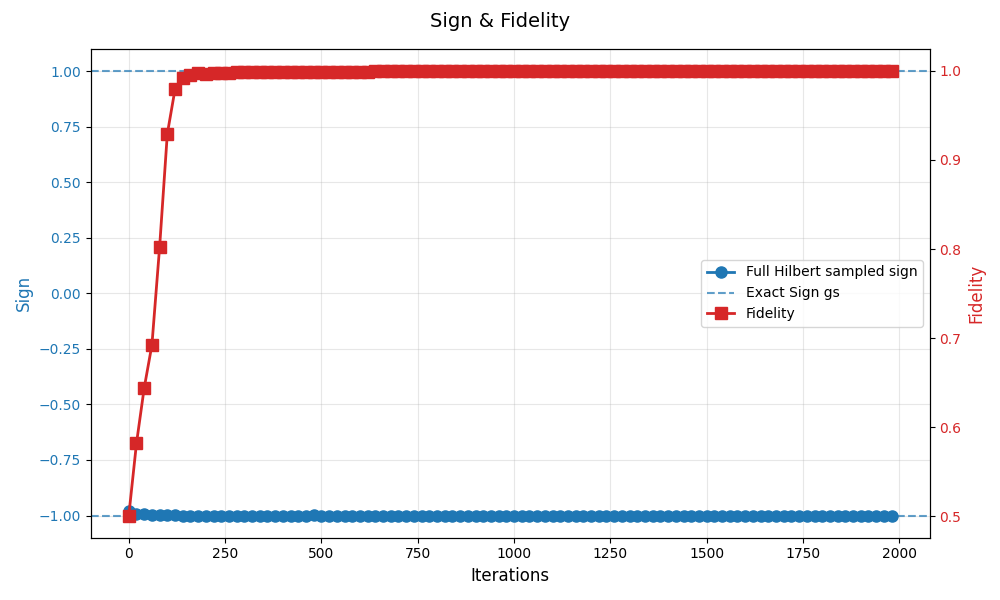 Sign & Fidelity
Sign
1.00
0.75
0.50
0.25
0.00
−0.25
−0.50
−0.75
−1.00
Full Hilbert sampled sign
Exact Sign gs
Fidelity
1.0
0.9
0.8
0.7
0.6
0.5
Fidelity
0 250 500 750 1000 1250 1500 1750 2000
Iterations